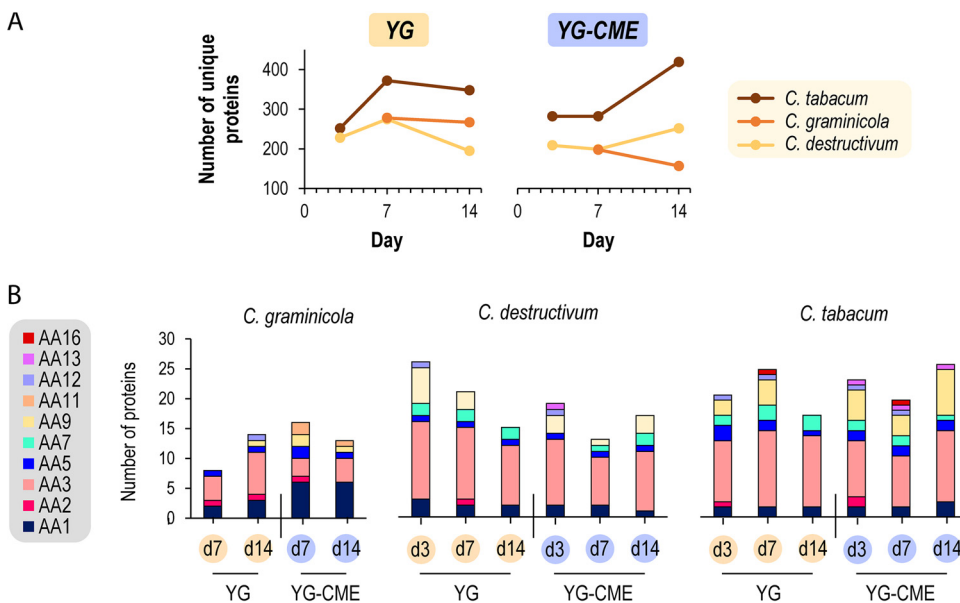 A
YG
YG-CME
Number of unique
proteins
400
300
200
100
0
7
14
Day
0
7
14
Day
C. tabacum
C. graminicola
C. destructivum
B
AA16
AA13
AA12
AA11
AA9
AA7
AA5
AA3
AA2
AA1
Number of proteins
30
25
20
15
10
5
0
C. graminicola
C. destructivum
C. tabacum
d7 d14 d7 d14
YG YG-CME
d3 d7 d14 d3 d7 d14
YG YG-CME
d3 d7 d14 d3 d7 d14
YG YG-CME